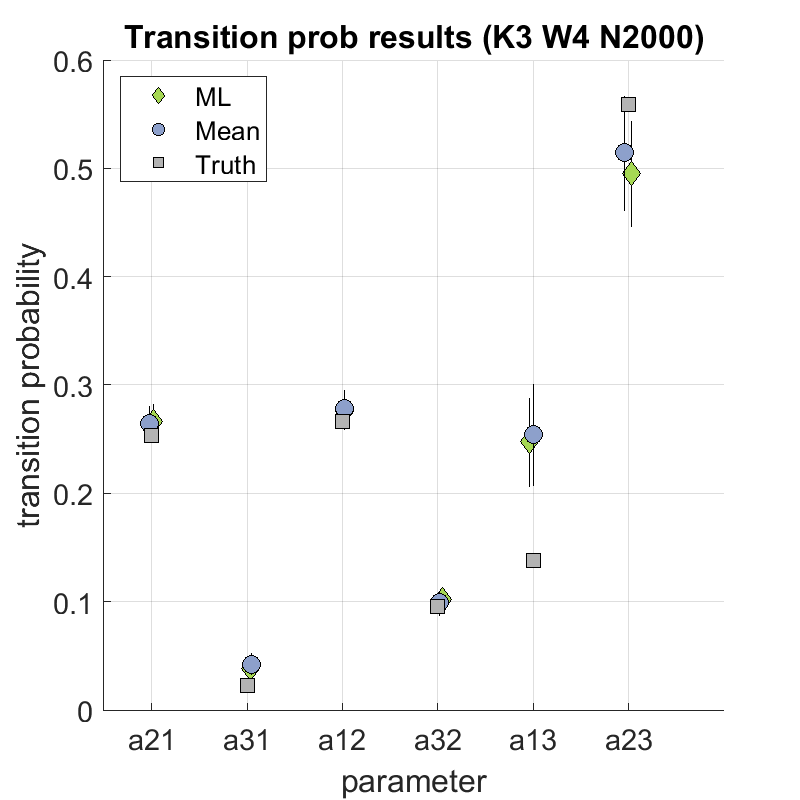 Transition prob results (K3 W4 N2000)
ML
Mean
Truth
0.6
0.5
0.4
0.3
0.2
0.1
0
transition probability
a21 a31 a12 a32 a13 a23
parameter